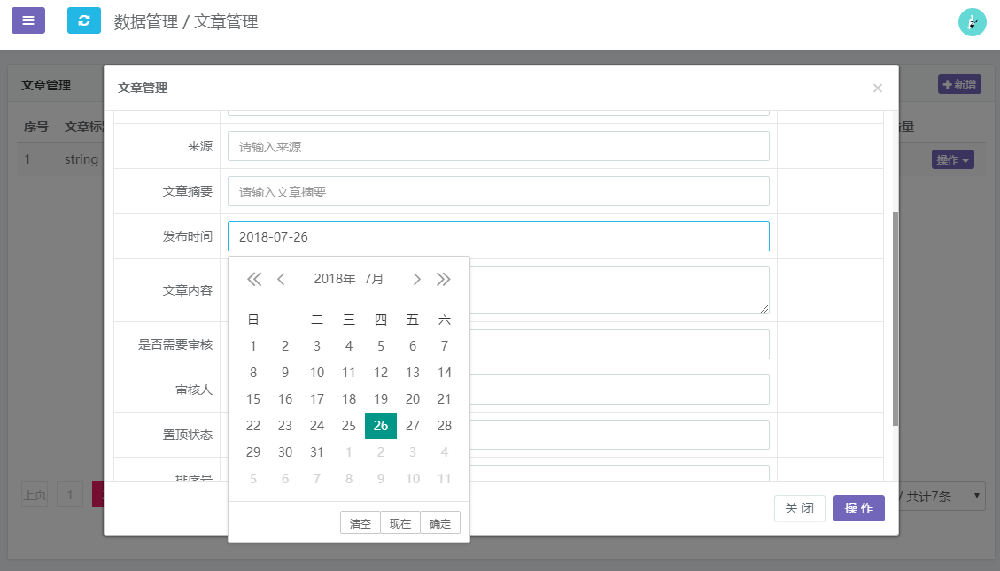 数据管理 / 文章管理
文章管理
+新增
序号 文章标
1 string
操作
文章管理
×
来源 请输入来源
文章摘要 请输入文章摘要
发布时间 2018-07-26
文章内容
是否需要审核
审核人
置顶状态
排序号
2018年 7月
日 一 二 三 四 五 六
1 2 3 4 5 6 7
8 9 10 11 12 13 14
15 16 17 18 19 20 21
22 23 24 25 26 27 28
29 30 31 1 2 3 4
5 6 7 8 9 10 11
清空 现在 确定
关闭 操作
上页 1
/ 共计7条